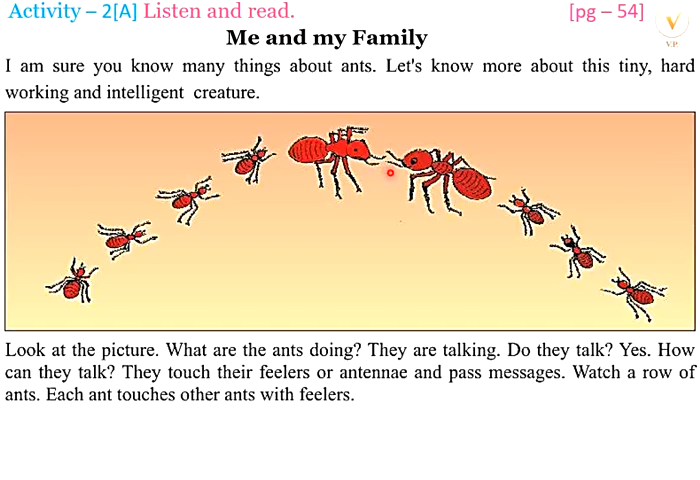 Activity – 2[A] Listen and read. [pg – 54]
V
V.P.
Me and my Family
I am sure you know many things about ants. Let's know more about this tiny, hard
working and intelligent creature.
Look at the picture. What are the ants doing? They are talking. Do they talk? Yes. How
can they talk? They touch their feelers or antennae and pass messages. Watch a row of
ants. Each ant touches other ants with feelers.